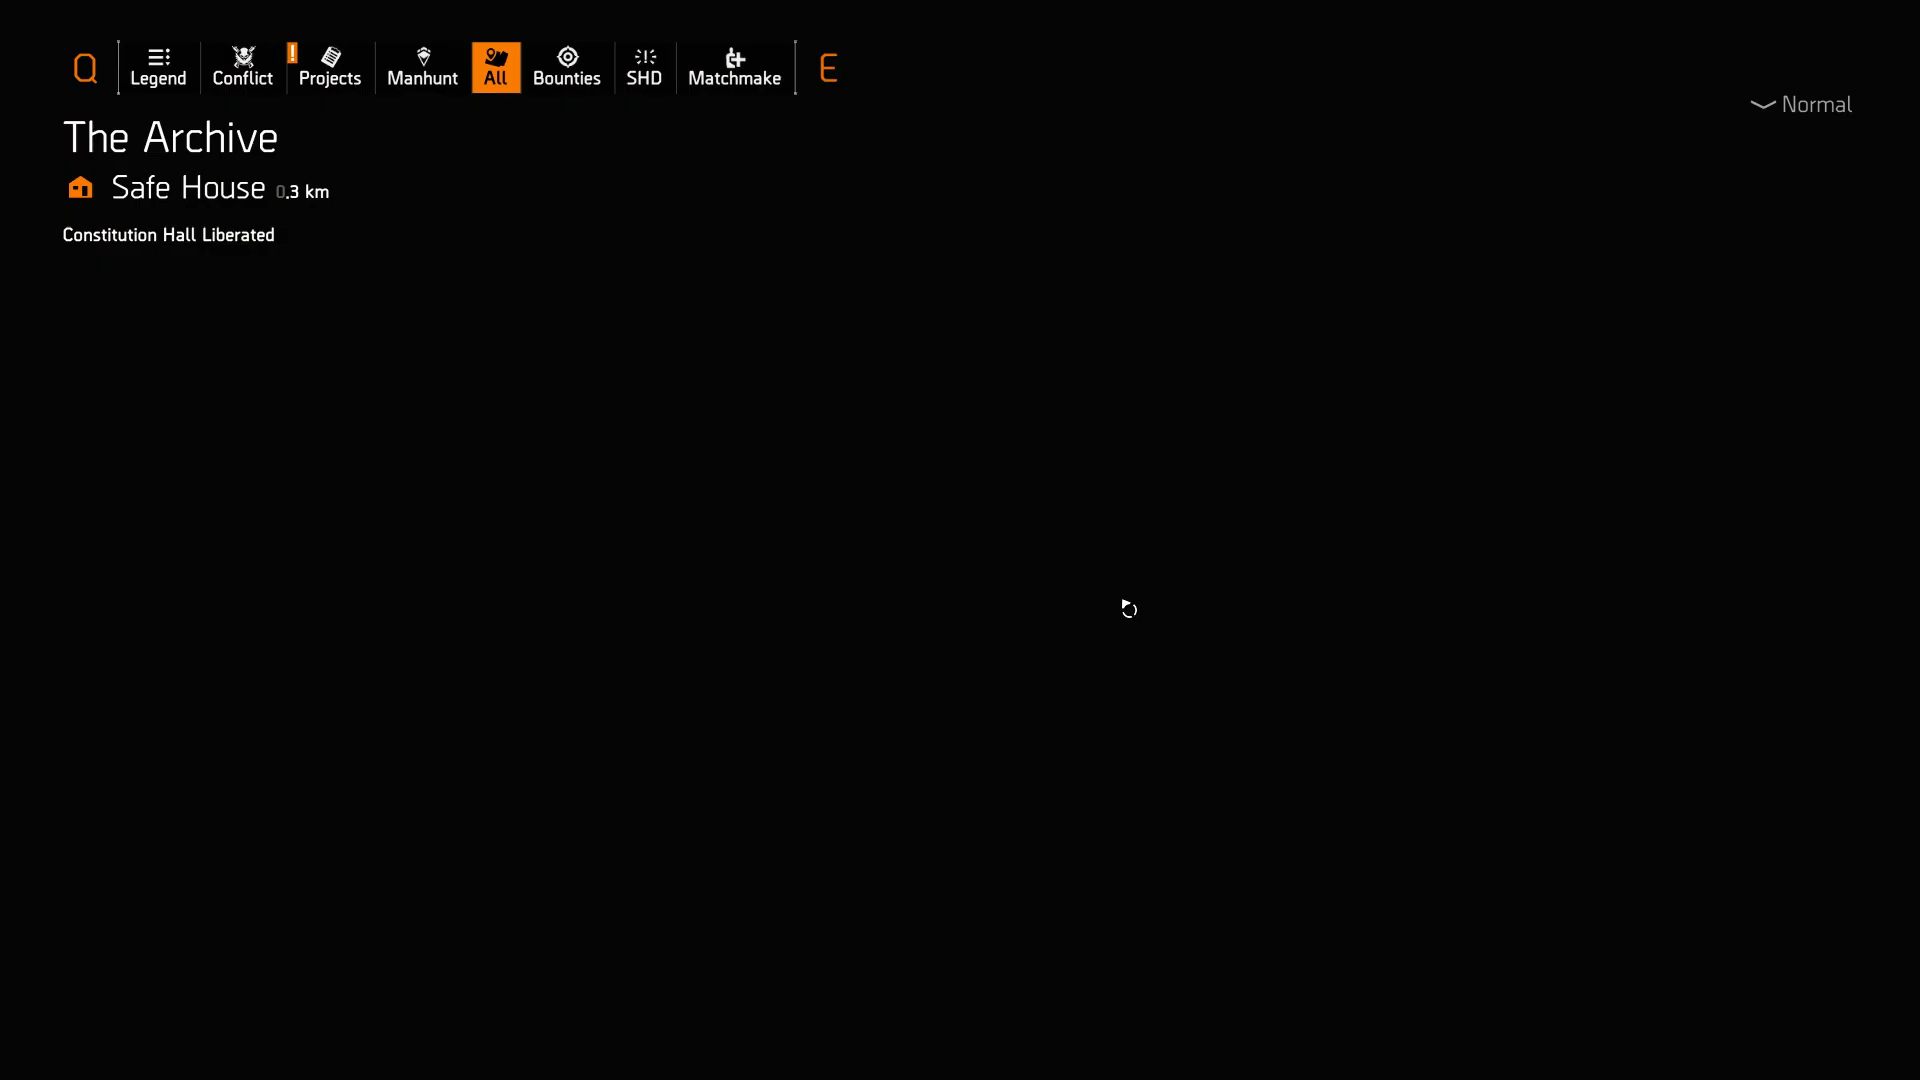 Q Legend Conflict ! Projects Manhunt All Bounties SHD Matchmake E
Normal
The Archive
Safe House 0.3 km
Constitution Hall Liberated